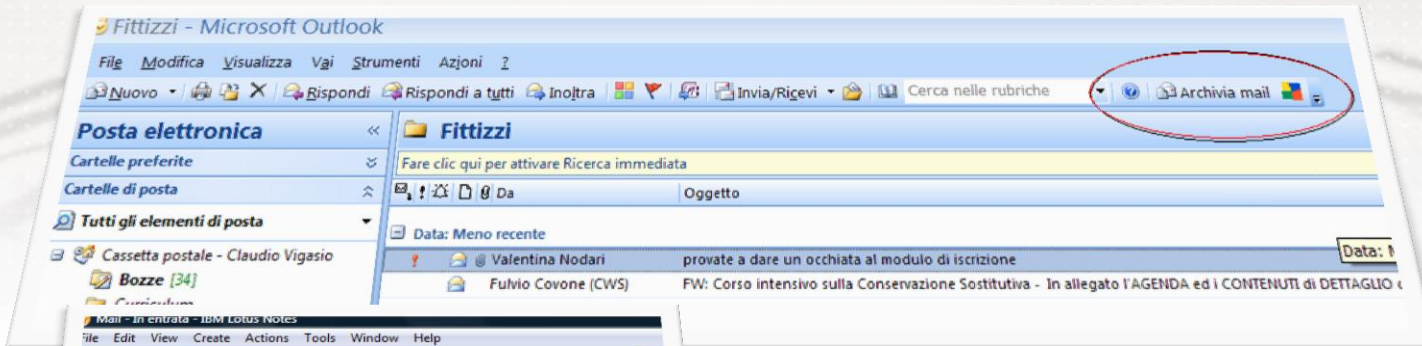 Fittizzi - Microsoft Outlook
File Modifica Visualizza Vai Strumenti Azioni ?
Nuovo Rispondi Rispondi a tutti Inoltra Invia/Ricevi Cerca nelle rubriche Archivia mail
Posta elettronica « Fittizzi
Cartelle preferite Fare clic qui per attivare Ricerca immediata
Cartelle di posta ! Da Oggetto
Tutti gli elementi di posta
Data: Meno recente
Cassetta postale - Claudio Vigasio ! Valentina Nodari provate a dare un occhiata al modulo di iscrizione Data:
Bozze [34] Fulvio Covone (CWS) FW: Corso intensivo sulla Conservazione Sostitutiva - In allegato l'AGENDA ed i CONTENUTI di DETTAGLIO
Curriculum
Mail - In entrata - IBM Lotus Notes
File Edit View Create Actions Tools Window Help